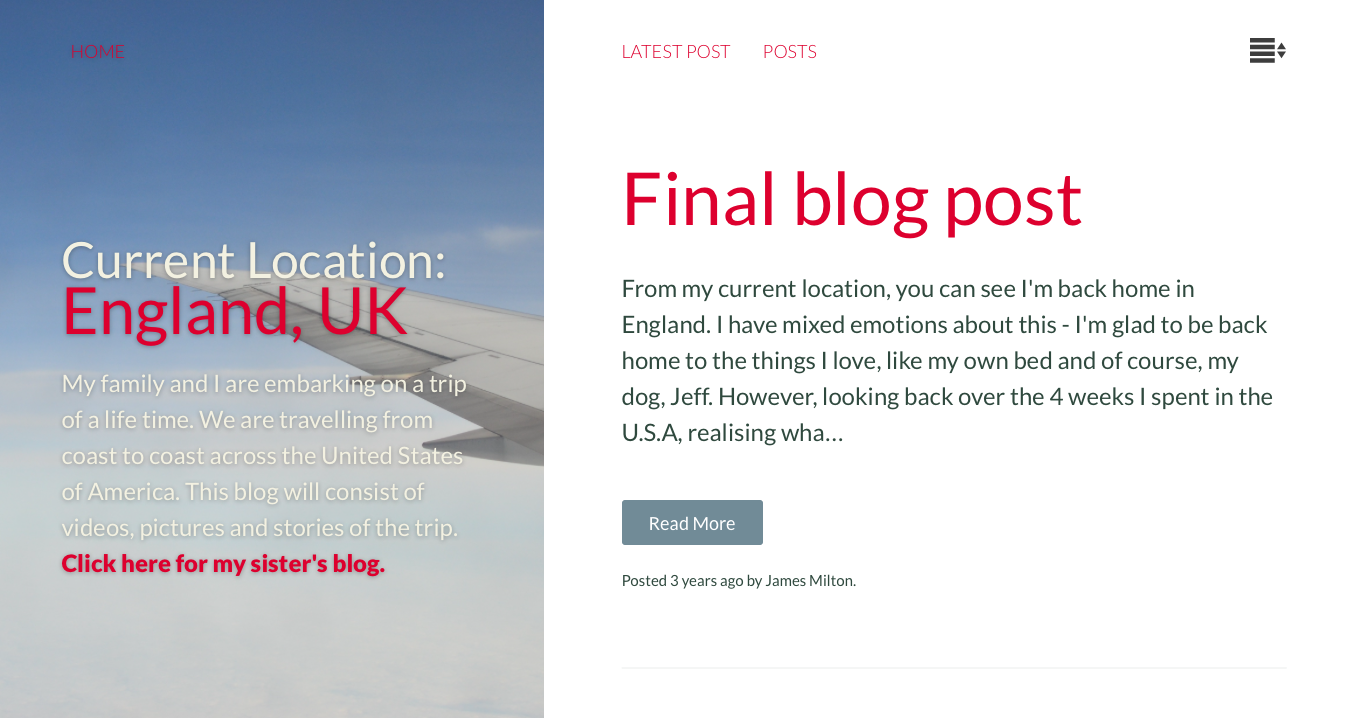 HOME
LATEST POST
POSTS
Current Location:
England, UK
My family and I are embarking on a trip
of a life time. We are travelling from
coast to coast across the United States
of America. This blog will consist of
videos, pictures and stories of the trip.
Click here for my sister's blog.
Final blog post
From my current location, you can see I'm back home in
England. I have mixed emotions about this - I'm glad to be back
home to the things I love, like my own bed and of course, my
dog, Jeff. However, looking back over the 4 weeks I spent in the
U.S.A, realising wha...
Read More
Posted 3 years ago by James Milton.